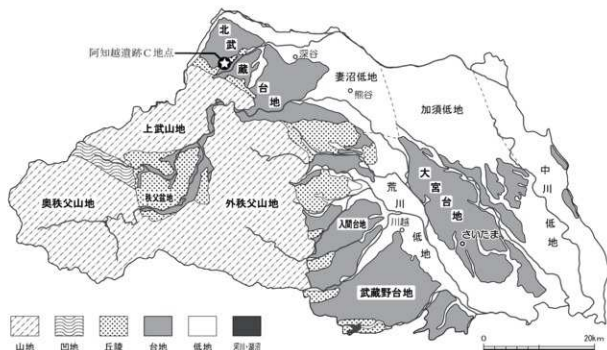 阿知越遺跡C地点
北武蔵台地
深谷
妻沼低地
熊谷
加須低地
上武山地
中川低地
大宮台地
荒川低地
奥秩父山地
秩父盆地
外秩父山地
入間台地
川越
さいたま
武蔵野台地
山地
凹地
丘陵
台地
低地
河川・湖沼
0
20km